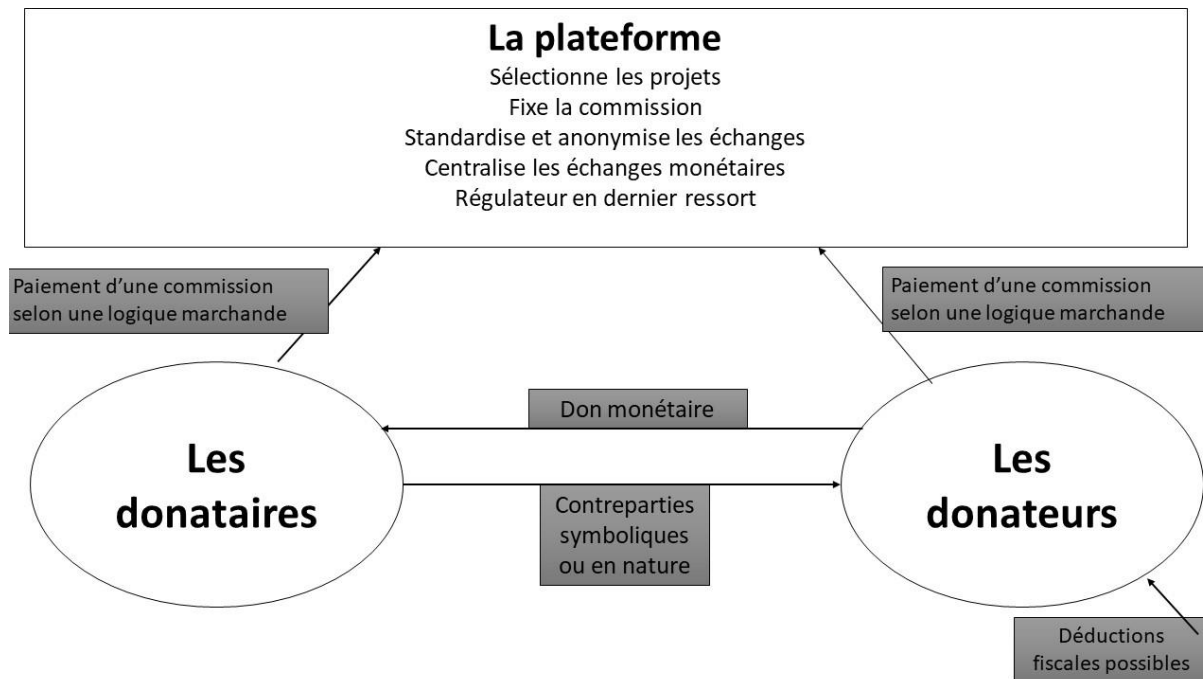 La plateforme
Sélectionne les projets
Fixe la commission
Standardise et anonymise les échanges
Centralise les échanges monétaires
Régulateur en dernier ressort
Paiement d’une commission
selon une logique marchande
Paiement d’une commission
selon une logique marchande
Don monétaire
Les
donataires
Les
donateurs
Contreparties
symboliques
ou en nature
Déductions
fiscales possibles